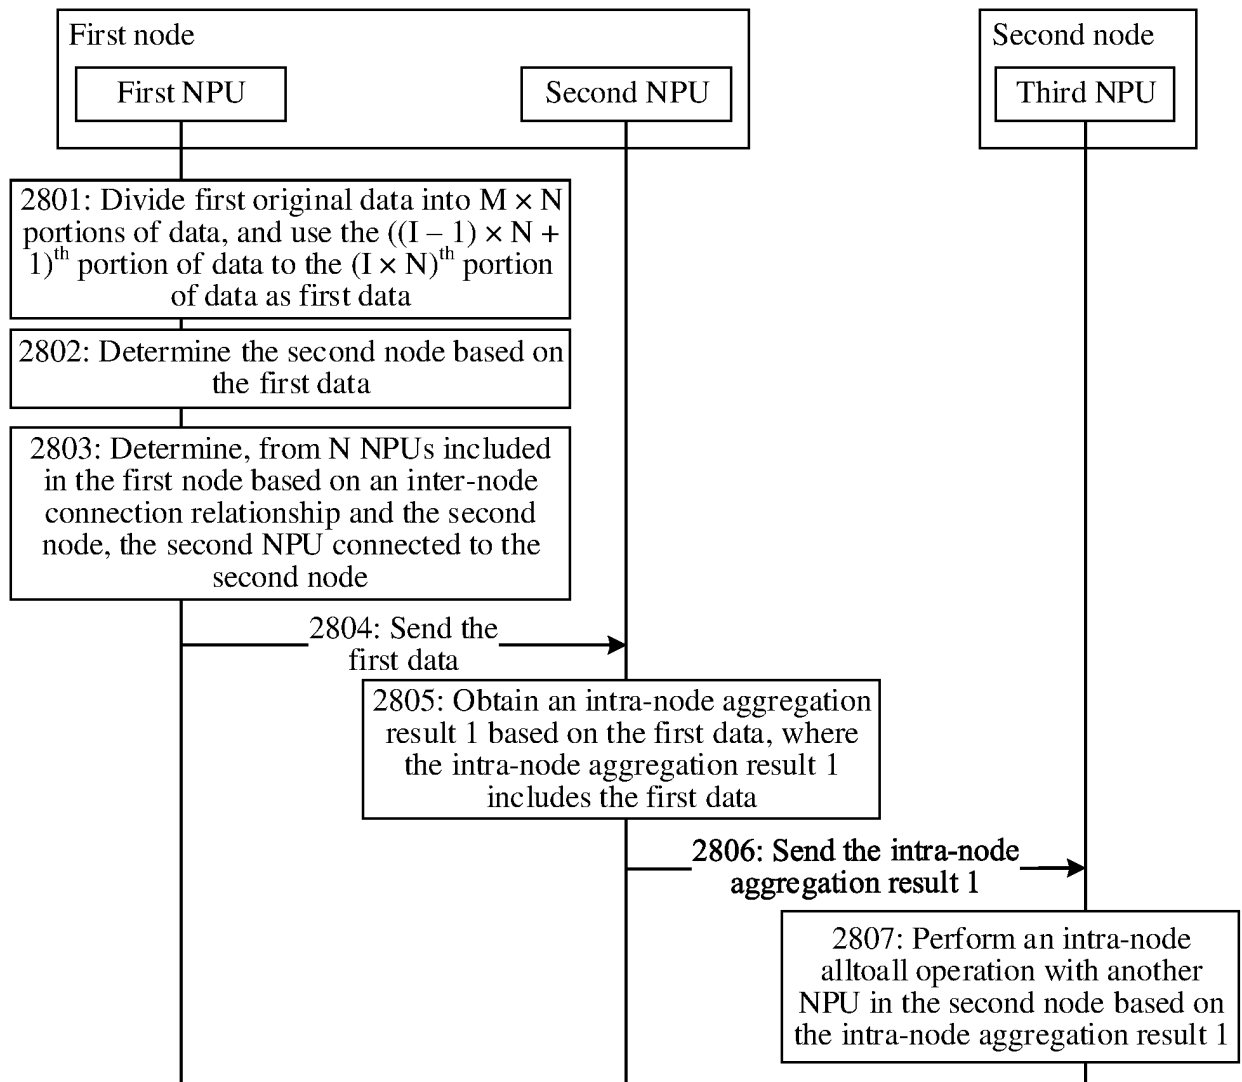 First node
Second node
First NPU
Second NPU
Third NPU
2801: Divide first original data into M × N
portions of data, and use the ((I − 1) × N +
1)th portion of data to the (I × N)th portion
of data as first data
2802: Determine the second node based on
the first data
2803: Determine, from N NPUs included
in the first node based on an inter-node
connection relationship and the second
node, the second NPU connected to the
second node
2804: Send the
first data
2805: Obtain an intra-node aggregation
result 1 based on the first data, where
the intra-node aggregation result 1
includes the first data
2806: Send the intra-node
aggregation result 1
2807: Perform an intra-node
alltoall operation with another
NPU in the second node based on
the intra-node aggregation result 1